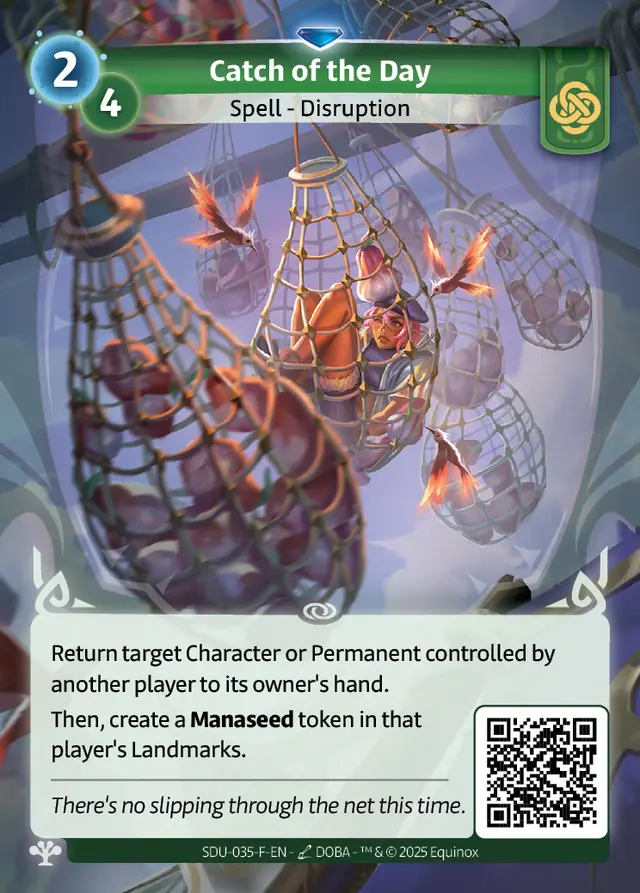 2
Catch of the Day
4
Spell - Disruption
Return target Character or Permanent controlled by
another player to its owner's hand.
Then, create a Manaseed token in that
player's Landmarks.
There's no slipping through the net this time.
SDU-035-F-EN - DOBA - ™ & © 2025 Equinox